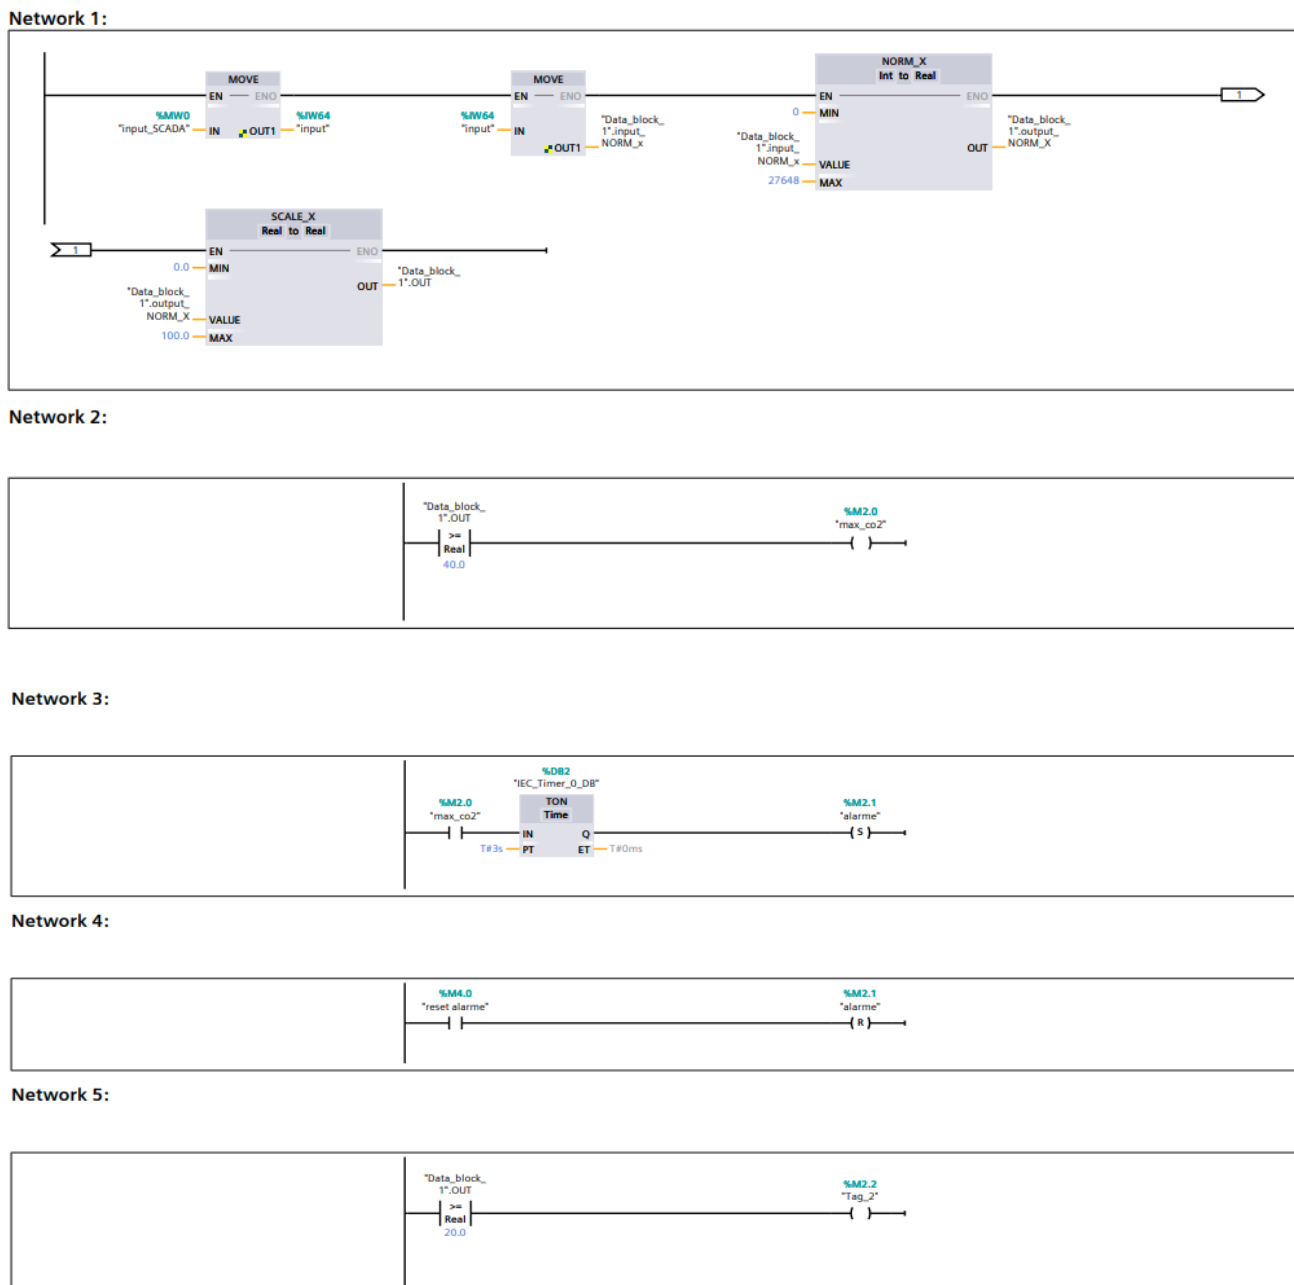 Network 1:
MOVE
EN
ENO
%MW0
"input_SCADA"
IN
OUT1
%IW64
"input"
MOVE
EN
ENO
%IW64
"input"
IN
OUT1
"Data_block_
1".input_
NORM_x
NORM_X
Int to Real
EN
ENO
0
MIN
"Data_block_
1".input_
NORM_x
VALUE
27648
MAX
OUT
"Data_block_
1".output_
NORM_X
1
1
SCALE_X
Real to Real
EN
ENO
0.0
MIN
"Data_block_
1".output_
NORM_X
VALUE
100.0
MAX
OUT
"Data_block_
1".OUT
Network 2:
"Data_block_
1".OUT
>=
Real
40.0
%M2.0
"max_co2"
( )
Network 3:
%M2.0
"max_co2"
%DB2
"IEC_Timer_0_DB"
TON
Time
IN
Q
T#3s
PT
ET
T#0ms
%M2.1
"alarme"
( S )
Network 4:
%M4.0
"reset alarme"
%M2.1
"alarme"
( R )
Network 5:
"Data_block_
1".OUT
>=
Real
20.0
%M2.2
"Tag_2"
( )